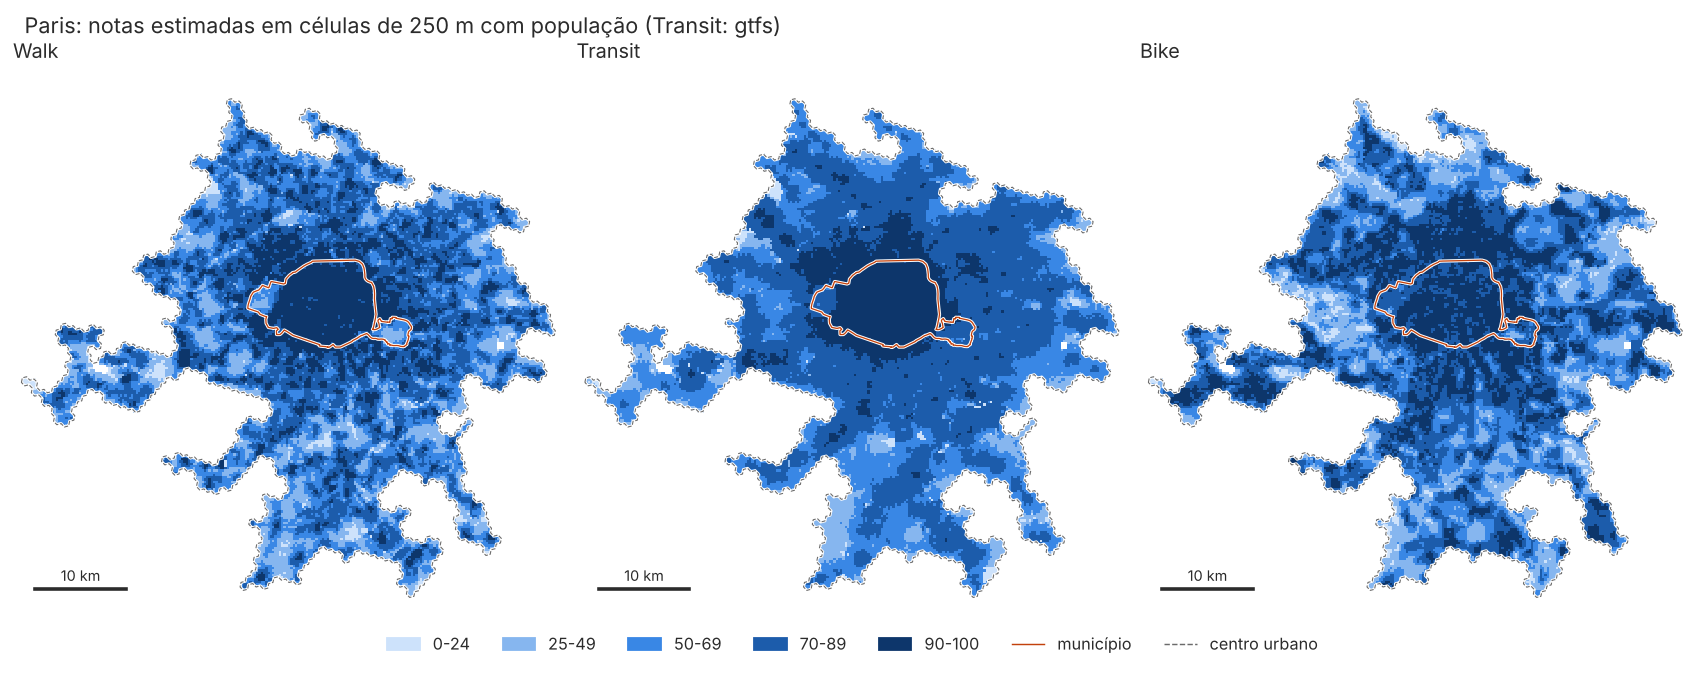 Paris: notas estimadas em células de 250 m com população (Transit: gtfs)
Walk
Transit
Bike
10 km
10 km
10 km
0-24
25-49
50-69
70-89
90-100
município
centro urbano